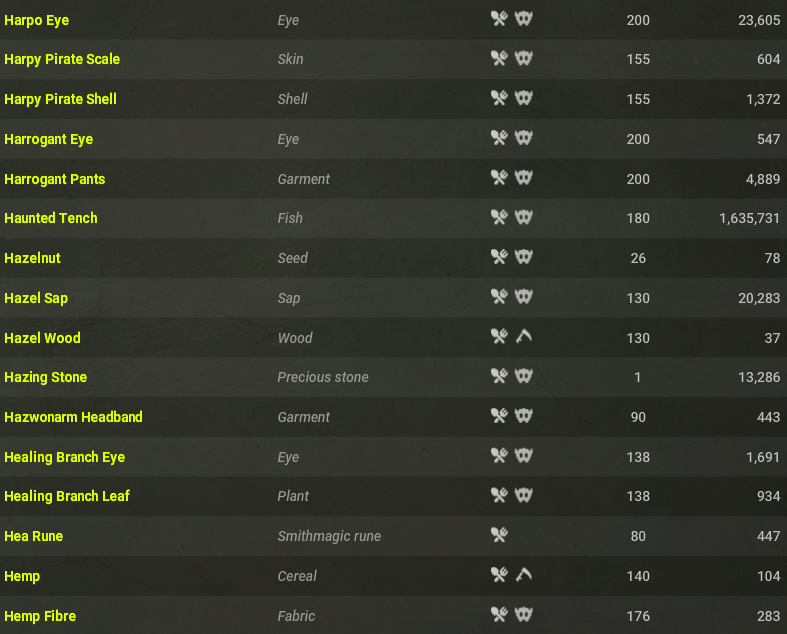 Harpo Eye Eye 200 23,605
Harpy Pirate Scale Skin 155 604
Harpy Pirate Shell Shell 155 1,372
Harrogant Eye Eye 200 547
Harrogant Pants Garment 200 4,889
Haunted Tench Fish 180 1,635,731
Hazelnut Seed 26 78
Hazel Sap Sap 130 20,283
Hazel Wood Wood 130 37
Hazing Stone Precious stone 1 13,286
Hazwonarm Headband Garment 90 443
Healing Branch Eye Eye 138 1,691
Healing Branch Leaf Plant 138 934
Hea Rune Smithmagic rune 80 447
Hemp Cereal 140 104
Hemp Fibre Fabric 176 283